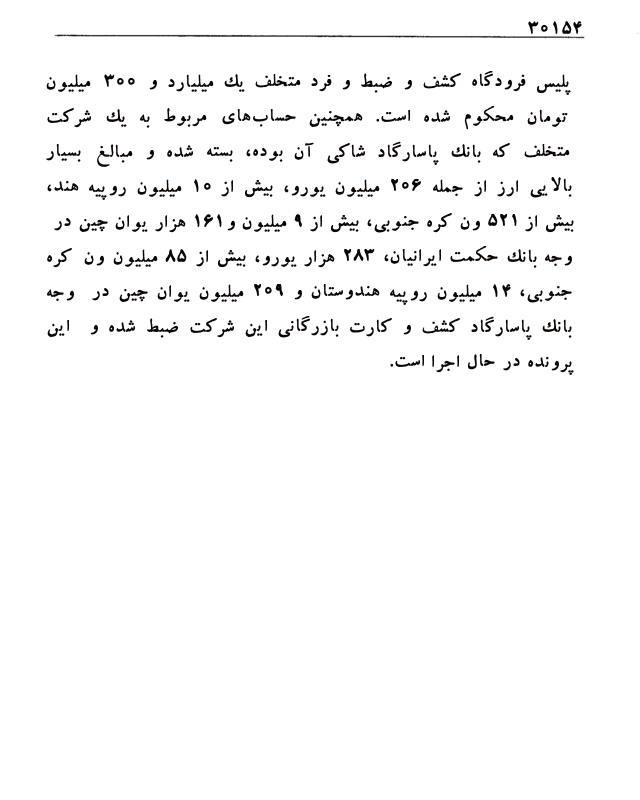 ۳۰۱۵۴
پلیس فرودگاه کشف و ضبط و فرد متخلف یك میلیارد و ۳۰۰ میلیون
تومان محکوم شده است. همچنین حساب‌های مربوط به یك شرکت
متخلف که بانك پاسارگاد شاکی آن بوده، بسته شده و مبالغ بسیار
بالایی ارز از جمله ۲۰۶ میلیون یورو، بیش از ۱۰ میلیون روپیه هند،
بیش از ۵۲۱ ون کره جنوبی، بیش از ۹ میلیون و۱۶۱ هزار یوان چین در
وجه بانك حکمت ایرانیان، ۲۸۳ هزار یورو، بیش از ۸۵ میلیون ون کره
جنوبی، ۱۴ میلیون روپیه هندوستان و ۲۰۹ میلیون یوان چین در وجه
بانك پاسارگاد کشف و کارت بازرگانی این شرکت ضبط شده و این
پرونده در حال اجرا است.